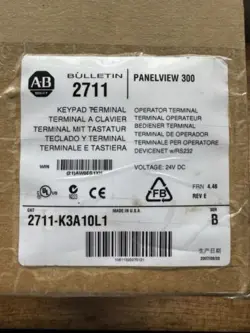 AB
BULLETIN
2711
PANELVIEW 300
KEYPAD TERMINAL
TERMINAL A CLAVIER
TERMINAL MIT TASTATUR
TECLADO Y TERMINAL
TERMINALE E TASTIERA
OPERATOR TERMINAL
TERMINAL OPERATEUR
BEDIENER TERMINAL
TERMINAL DE OPERADOR
TERMINALE PER OPERATORE
DEVICENET w/RS232
VOLTAGE: 24V DC
FRN 4.46
REV E
CAT
MADE IN U.S.A.
2711-K3A10L1
B